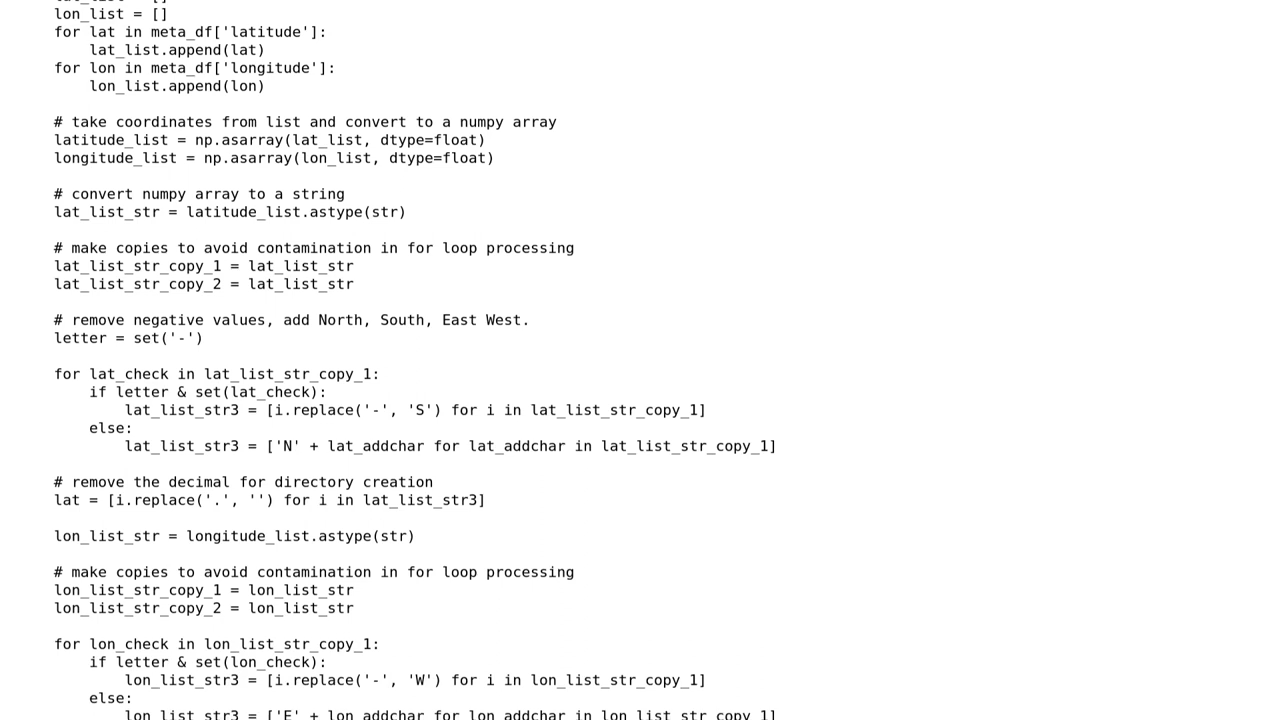 lon_list = []
for lat in meta_df['latitude']:
    lat_list.append(lat)
for lon in meta_df['longitude']:
    lon_list.append(lon)

# take coordinates from list and convert to a numpy array
latitude_list = np.asarray(lat_list, dtype=float)
longitude_list = np.asarray(lon_list, dtype=float)

# convert numpy array to a string
lat_list_str = latitude_list.astype(str)

# make copies to avoid contamination in for loop processing
lat_list_str_copy_1 = lat_list_str
lat_list_str_copy_2 = lat_list_str

# remove negative values, add North, South, East West.
letter = set('-')

for lat_check in lat_list_str_copy_1:
    if letter & set(lat_check):
        lat_list_str3 = [i.replace('-', 'S') for i in lat_list_str_copy_1]
    else:
        lat_list_str3 = ['N' + lat_addchar for lat_addchar in lat_list_str_copy_1]

# remove the decimal for directory creation
lat = [i.replace('.', '') for i in lat_list_str3]

lon_list_str = longitude_list.astype(str)

# make copies to avoid contamination in for loop processing
lon_list_str_copy_1 = lon_list_str
lon_list_str_copy_2 = lon_list_str

for lon_check in lon_list_str_copy_1:
    if letter & set(lon_check):
        lon_list_str3 = [i.replace('-', 'W') for i in lon_list_str_copy_1]
    else:
        lon_list_str3 = ['E' + lon_addchar for lon_addchar in lon_list_str_copy_1]